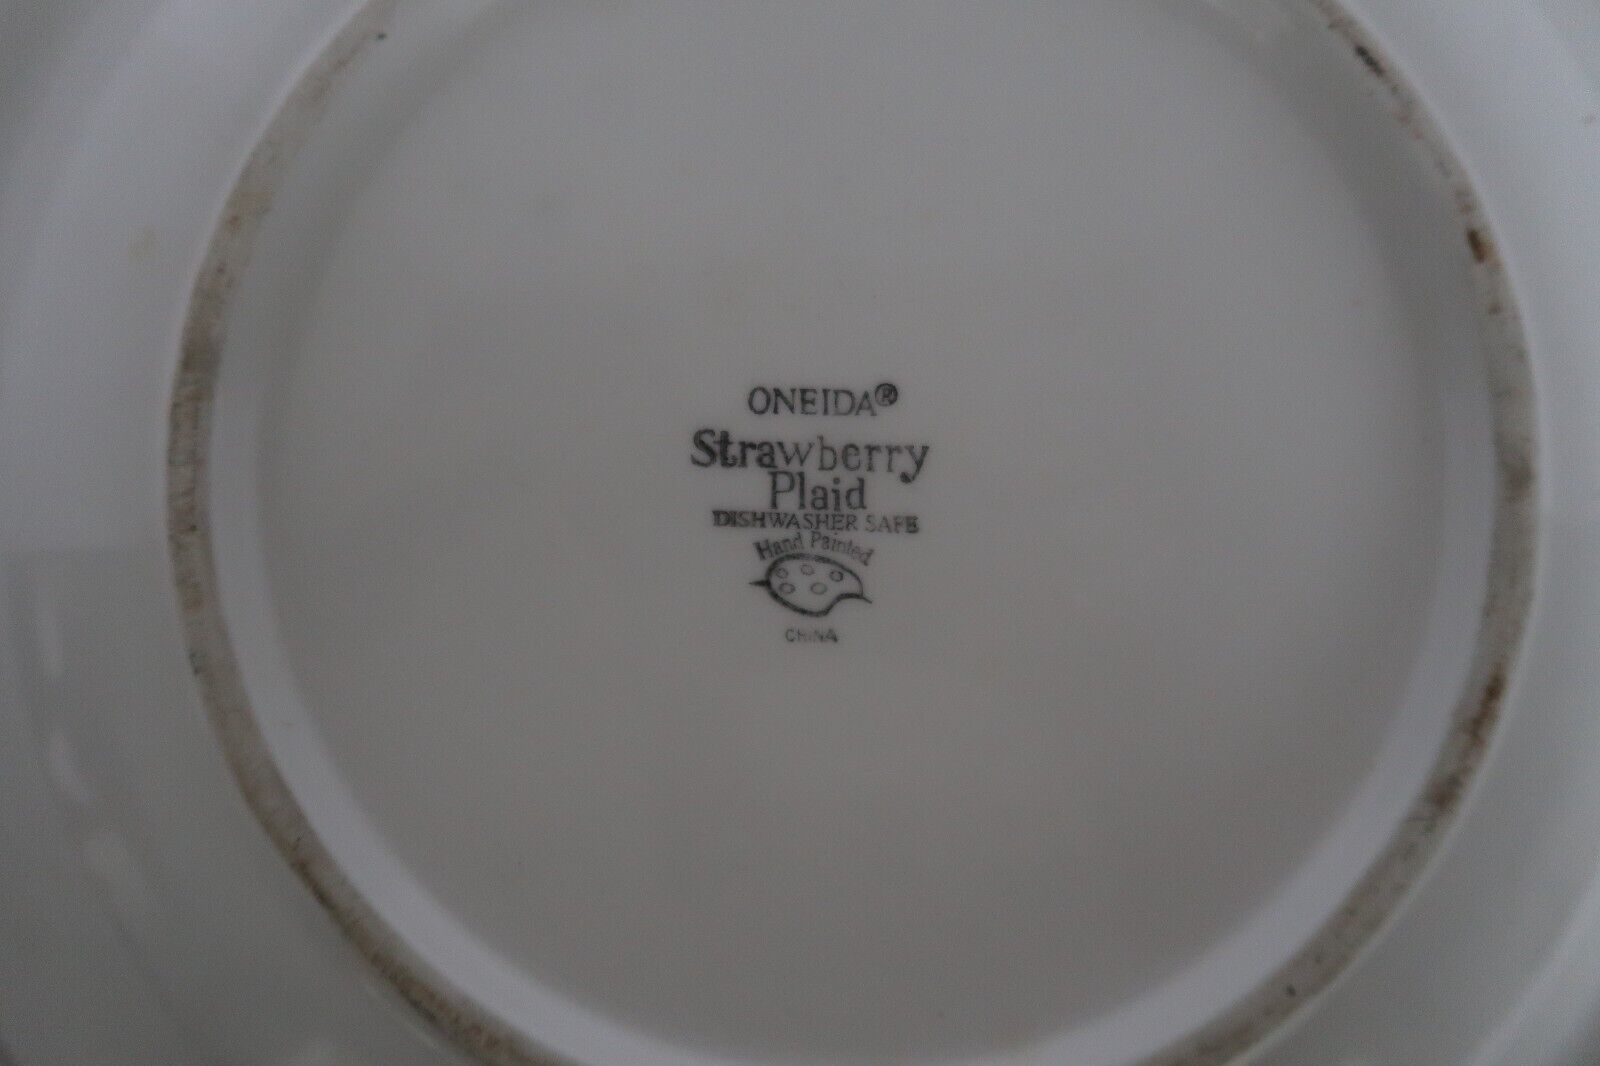 ONEIDA®
Strawberry
Plaid
DISHWASHER SAFE
Hand Painted
CHINA